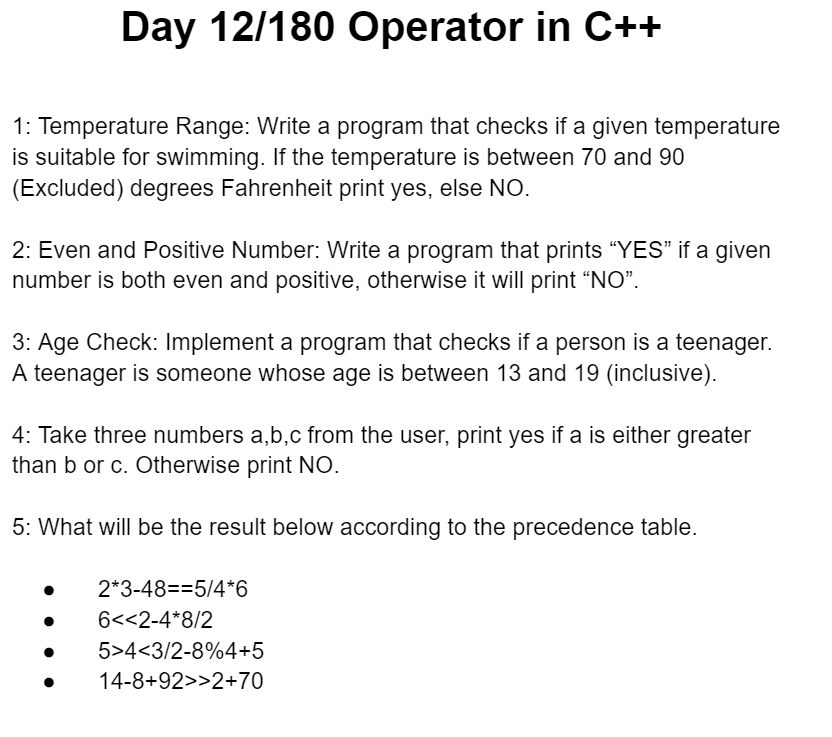 Day 12/180 Operator in C++
1: Temperature Range: Write a program that checks if a given temperature
is suitable for swimming. If the temperature is between 70 and 90
(Excluded) degrees Fahrenheit print yes, else NO.
2: Even and Positive Number: Write a program that prints “YES” if a given
number is both even and positive, otherwise it will print “NO”.
3: Age Check: Implement a program that checks if a person is a teenager.
A teenager is someone whose age is between 13 and 19 (inclusive).
4: Take three numbers a,b,c from the user, print yes if a is either greater
than b or c. Otherwise print NO.
5: What will be the result below according to the precedence table.
● 2*3-48==5/4*6
● 6<<2-4*8/2
● 5>4<3/2-8%4+5
● 14-8+92>>2+70